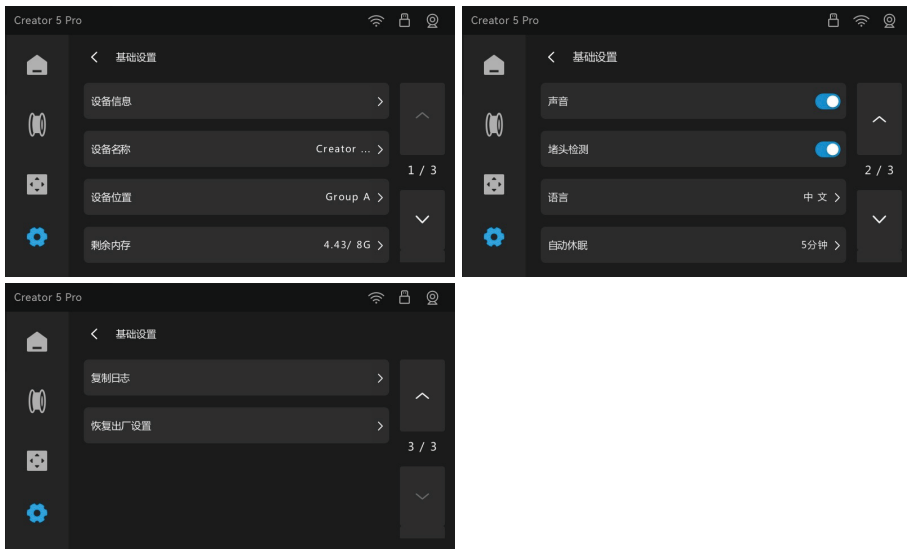 Creator 5 Pro
基础设置
设备信息
设备名称 Creator ...
设备位置 Group A
剩余内存 4.43/ 8G
1 / 3
Creator 5 Pro
基础设置
声音
堵头检测
语言 中 文
自动休眠 5分钟
2 / 3
Creator 5 Pro
基础设置
复制日志
恢复出厂设置
3 / 3